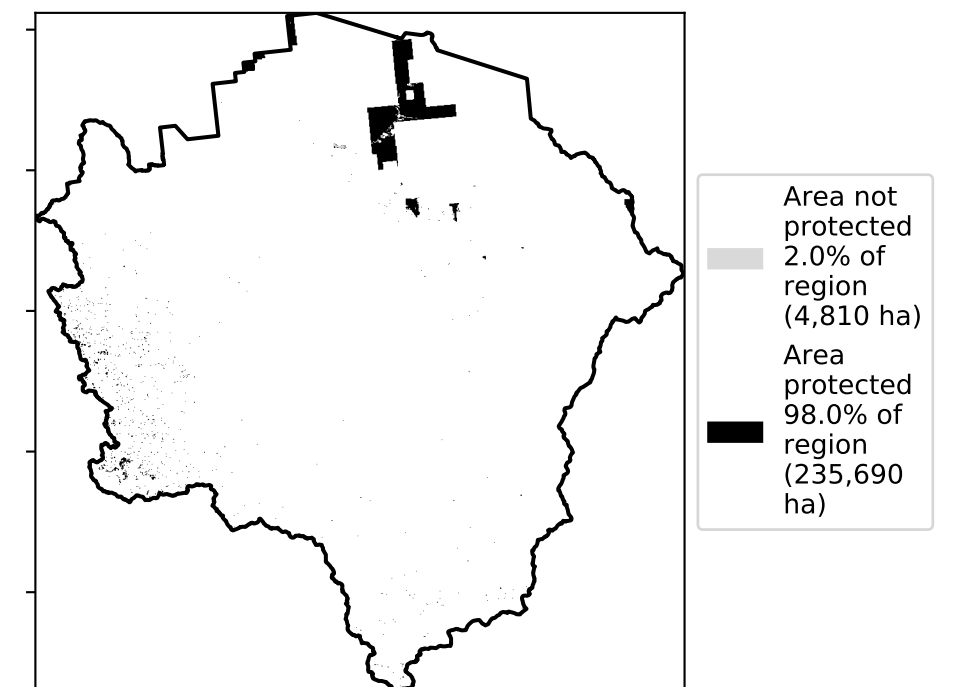 Area not
protected
2.0% of
region
(4,810 ha)
Area
protected
98.0% of
region
(235,690
ha)